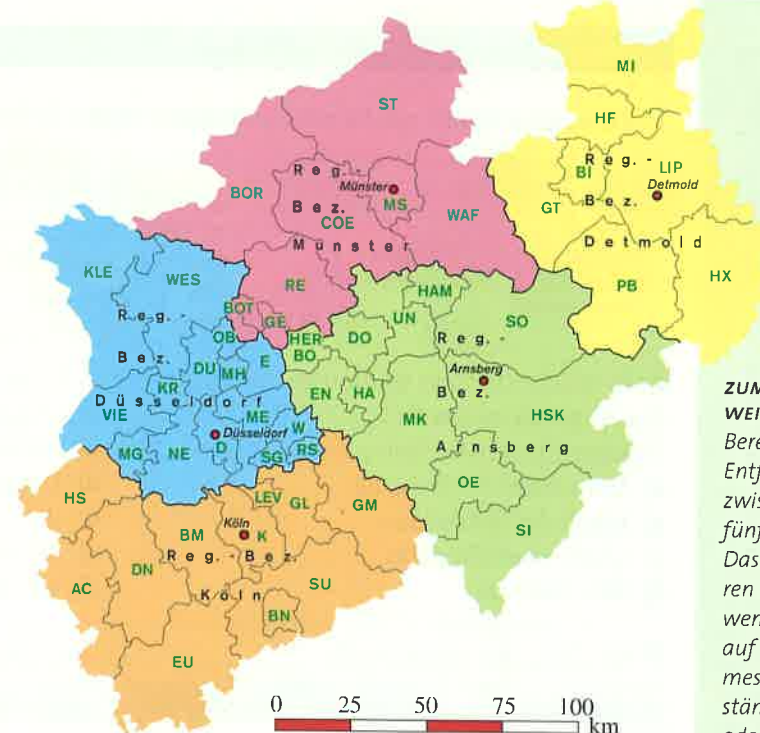 MI
ST
HF
Reg.-
BI
LIP
Detmold
Bez.
GT
Detmold
PB
HX
Reg.-
Münster
BOR
Bez.
MS
COE
WAF
Münster
RE
BOT
GE
KLE
WES
Reg.-
OB
E
Bez.
DU
MH
KR
Düsseldorf
VIE
ME
Düsseldorf
W
MG
NE
D
SG
RS
HAM
UN
SO
HER
DO
BO
Reg.-
Arnsberg
EN
HA
Bez.
MK
HSK
Arnsberg
OE
SI
HS
LEV
GL
GM
Köln
BM
K
Reg.-Bez.
DN
AC
Köln
SU
BN
EU
0 25 50 75 100
km
ZUM
WEI
Bere
Entf
zwis
fünf
Das
ren
wen
auf
mes
stän